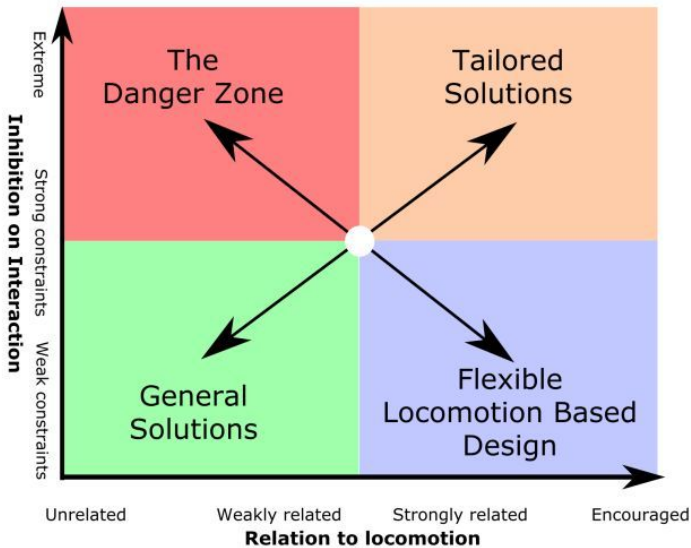 The
Danger Zone
Tailored
Solutions
General
Solutions
Flexible
Locomotion Based
Design
Inhibition on Interaction
Extreme
Strong constraints
Weak constraints
Unrelated
Weakly related
Strongly related
Encouraged
Relation to locomotion